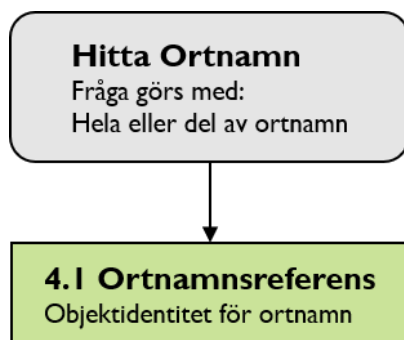 Hitta Ortnamn
Fråga görs med:
Hela eller del av ortnamn
4.1 Ortnamnsreferens
Objektidentitet för ortnamn